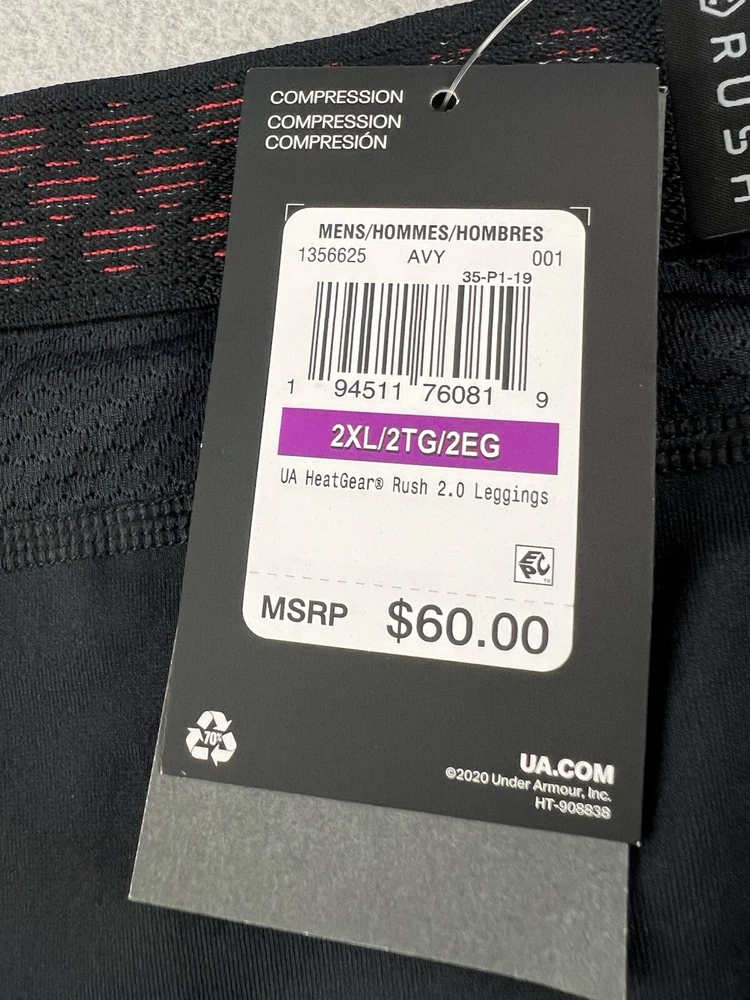 RUSH
COMPRESSION
COMPRESSION
COMPRESIÓN
MENS/HOMMES/HOMBRES
1356625 AVY 001
35-P1-19
1 94511 76081 9
2XL/2TG/2EG
UA HeatGear® Rush 2.0 Leggings
EPC™
MSRP $60.00
70%
UA.COM
©2020 Under Armour, Inc.
HT-908838